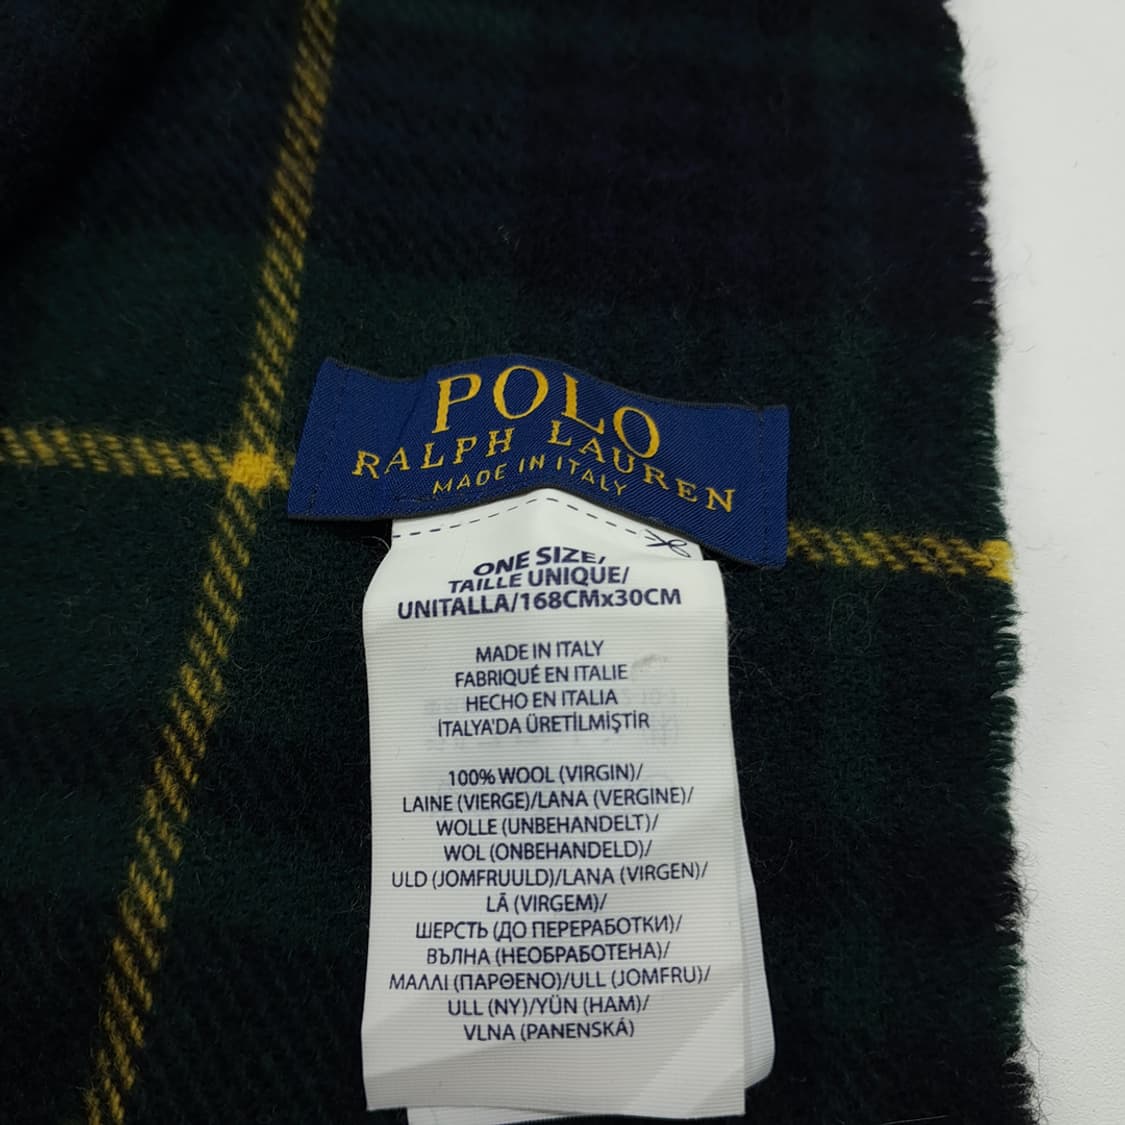 POLO
RALPH LAUREN
MADE IN ITALY
ONE SIZE/
TAILLE UNIQUE/
UNITALLA/168CMx30CM
MADE IN ITALY
FABRIQUÉ EN ITALIE
HECHO EN ITALIA
İTALYA'DA ÜRETİLMİŞTİR
100% WOOL (VIRGIN)/
LAINE (VIERGE)/LANA (VERGINE)/
WOLLE (UNBEHANDELT)/
WOL (ONBEHANDELD)/
ULD (JOMFRUULD)/LANA (VIRGEN)/
LÃ (VIRGEM)/
ШЕРСТЬ (ДО ПЕРЕРАБОТКИ)/
ВЪЛНА (НЕОБРАБОТЕНА)/
ΜΑΛΛΙ (ΠΑΡΘΕΝΟ)/ULL (JOMFRU)/
ULL (NY)/YÜN (HAM)/
VLNA (PANENSKÁ)